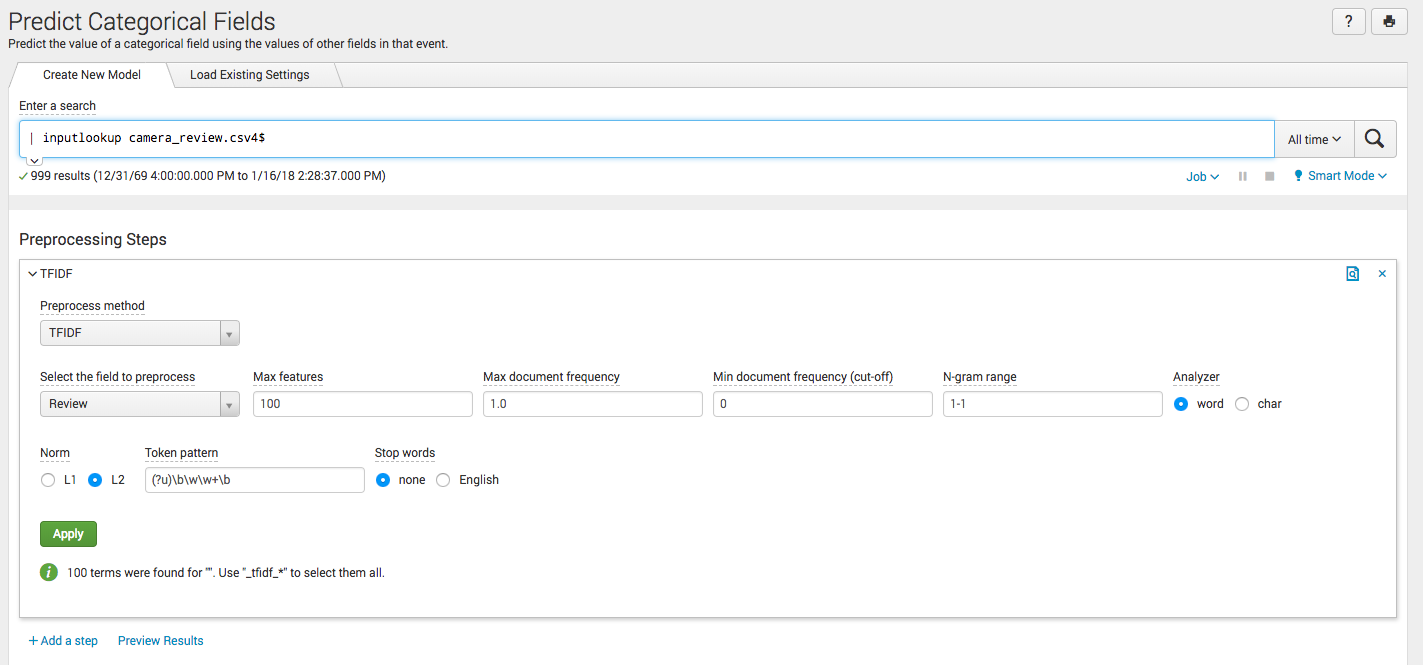 Predict Categorical Fields
?
Predict the value of a categorical field using the values of other fields in that event.
Create New Model Load Existing Settings
Enter a search
| inputlookup camera_review.csv4$ All time
999 results (12/31/69 4:00:00.000 PM to 1/16/18 2:28:37.000 PM) Job Smart Mode
Preprocessing Steps
TFIDF
Preprocess method
TFIDF
Select the field to preprocess Max features Max document frequency Min document frequency (cut-off) N-gram range Analyzer
Review 100 1.0 0 1-1 word char
Norm Token pattern Stop words
L1 L2 (?u)\b\w\w+\b none English
Apply
i 100 terms were found for "". Use "_tfidf_*" to select them all.
+ Add a step Preview Results